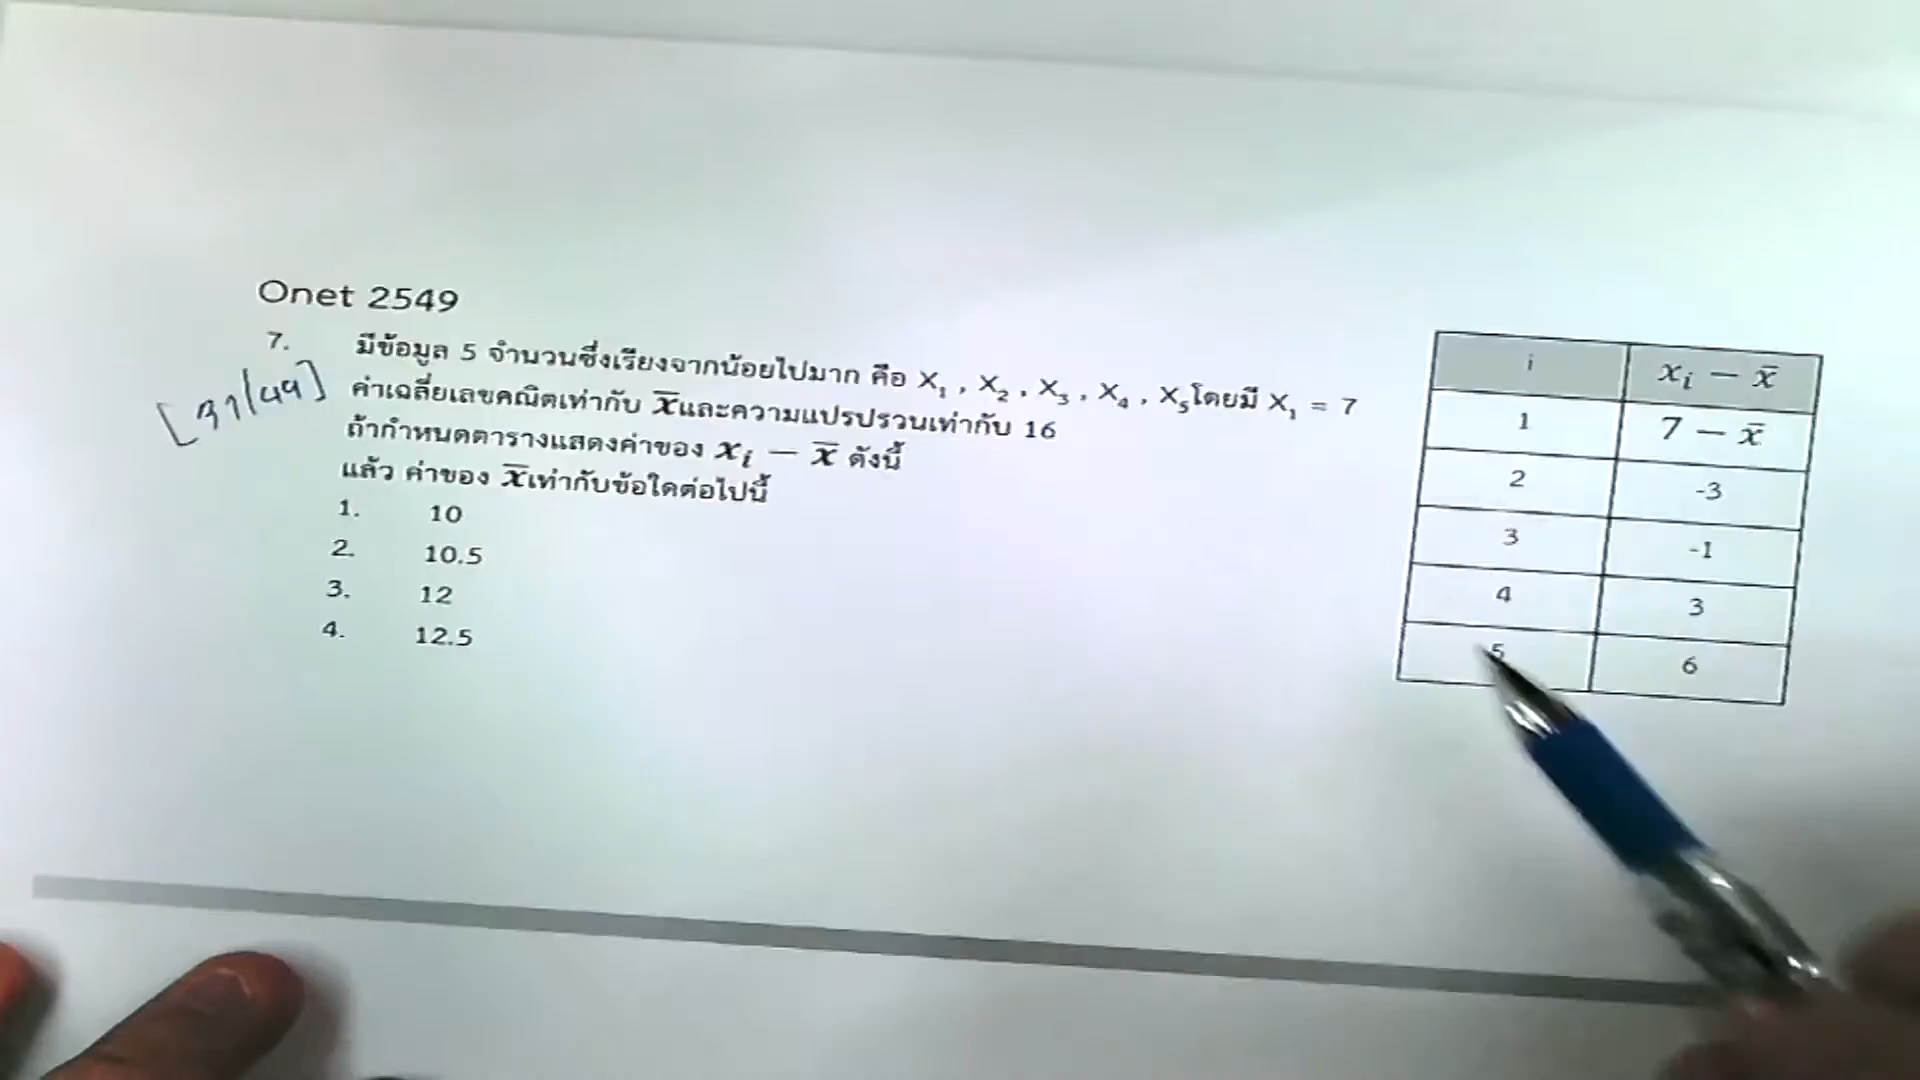 Onet 2549
7. มีข้อมูล 5 จำนวนซึ่งเรียงจากน้อยไปมาก คือ X₁ , X₂ , X₃ , X₄ , X₅ โดยมี X₁ = 7
[31/49] ค่าเฉลี่ยเลขคณิตเท่ากับ x̄ และความแปรปรวนเท่ากับ 16
ถ้ากำหนดตารางแสดงค่าของ xᵢ − x̄ ดังนี้
แล้ว ค่าของ x̄ เท่ากับข้อใดต่อไปนี้
1. 10
2. 10.5
3. 12
4. 12.5
i xᵢ − x̄
1 7 − x̄
2 -3
3 -1
4 3
5 6